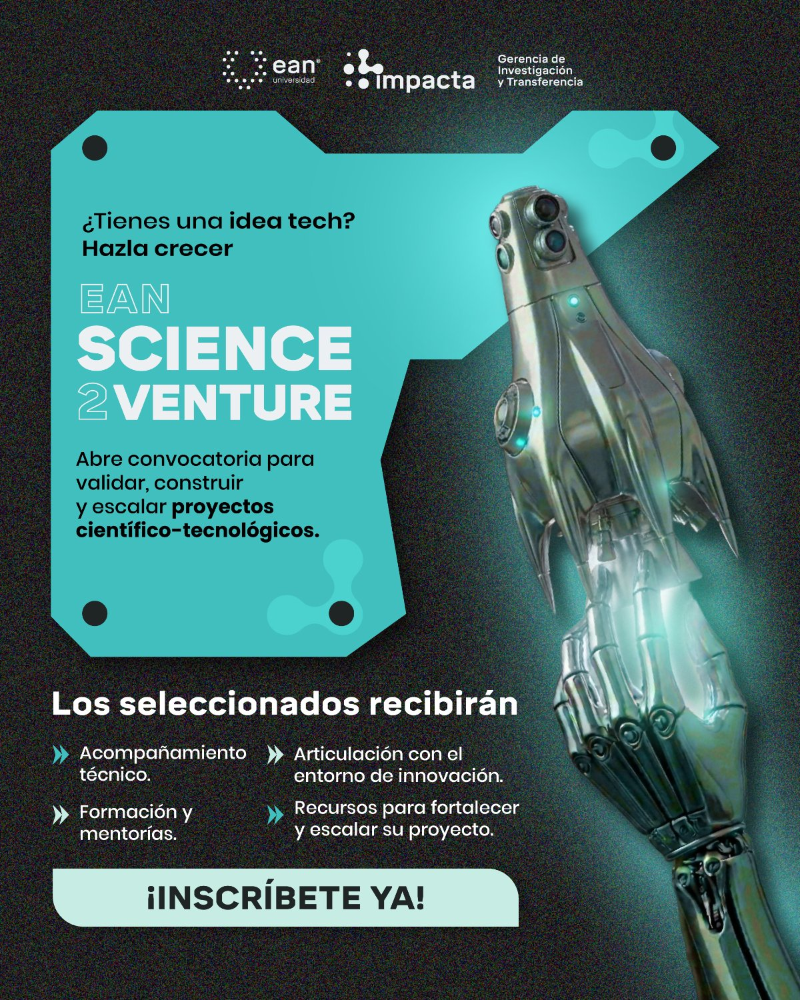 ean®
universidad
impacta
Gerencia de
Investigación
y Transferencia
¿Tienes una idea tech?
Hazla crecer
EAN
SCIENCE
2VENTURE
Abre convocatoria para
validar, construir
y escalar proyectos
científico-tecnológicos.
Los seleccionados recibirán
Acompañamiento
técnico.
Articulación con el
entorno de innovación.
Formación y
mentorías.
Recursos para fortalecer
y escalar su proyecto.
¡INSCRÍBETE YA!